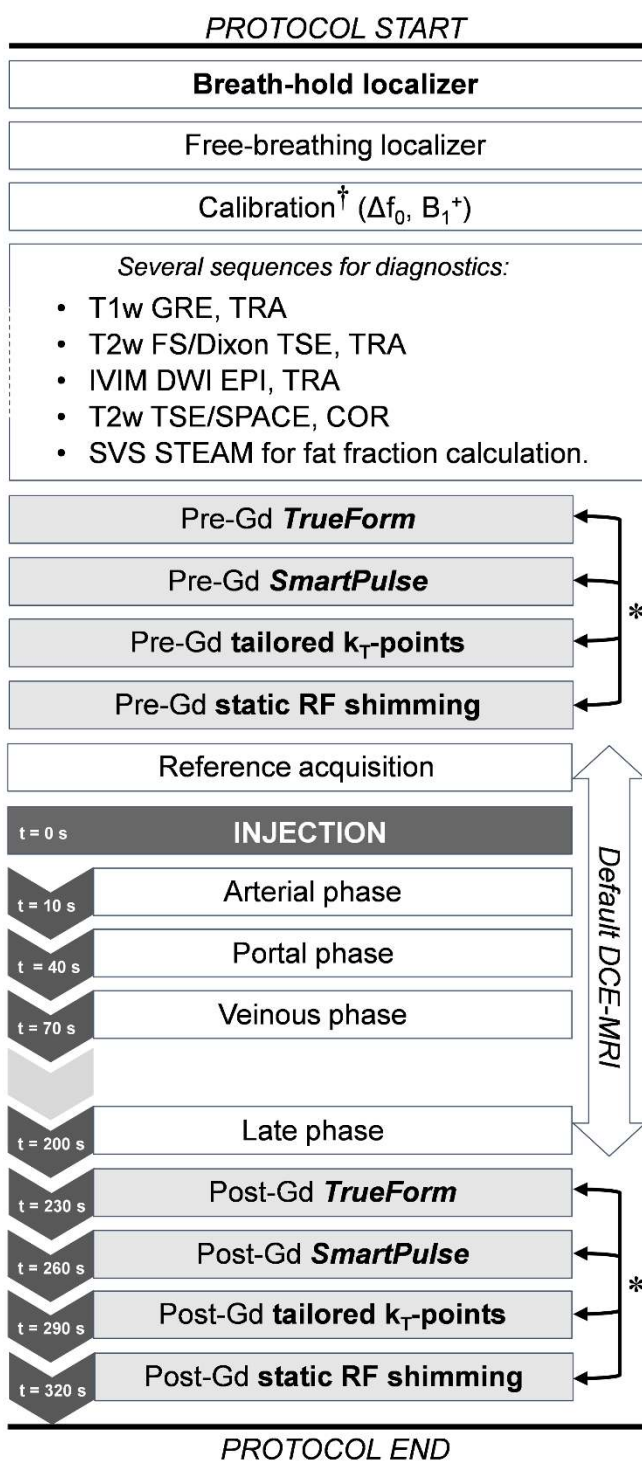 PROTOCOL START
Breath-hold localizer
Free-breathing localizer
Calibration† (Δf₀, B₁⁺)
Several sequences for diagnostics:
• T1w GRE, TRA
• T2w FS/Dixon TSE, TRA
• IVIM DWI EPI, TRA
• T2w TSE/SPACE, COR
• SVS STEAM for fat fraction calculation.
Pre-Gd TrueForm
Pre-Gd SmartPulse
*
Pre-Gd tailored kT-points
Pre-Gd static RF shimming
Reference acquisition
t = 0 s INJECTION
t = 10 s Arterial phase
t = 40 s Portal phase
t = 70 s Veinous phase
Default DCE-MRI
t = 200 s Late phase
t = 230 s Post-Gd TrueForm
t = 260 s Post-Gd SmartPulse
*
t = 290 s Post-Gd tailored kT-points
t = 320 s Post-Gd static RF shimming
PROTOCOL END